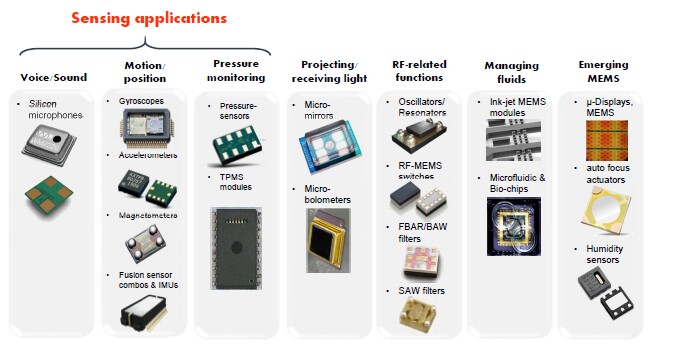 Sensing applications
Voice/Sound
Silicon
microphones
Motion/
position
Gyroscopes
Accelerometers
Magnetometers
Fusion sensor
combos & IMUs
Pressure
monitoring
Pressure-
sensors
TPMS
modules
Projecting/
receiving light
Micro-
mirrors
Micro-
bolometers
RF-related
functions
Oscillators/
Resonators
RF-MEMS
switches
FBAR/BAW
filters
SAW filters
Managing
fluids
Ink-jet MEMS
modules
Microfluidic &
Bio-chips
Emerging
MEMS
µ-Displays,
MEMS
auto focus
actuators
Humidity
sensors